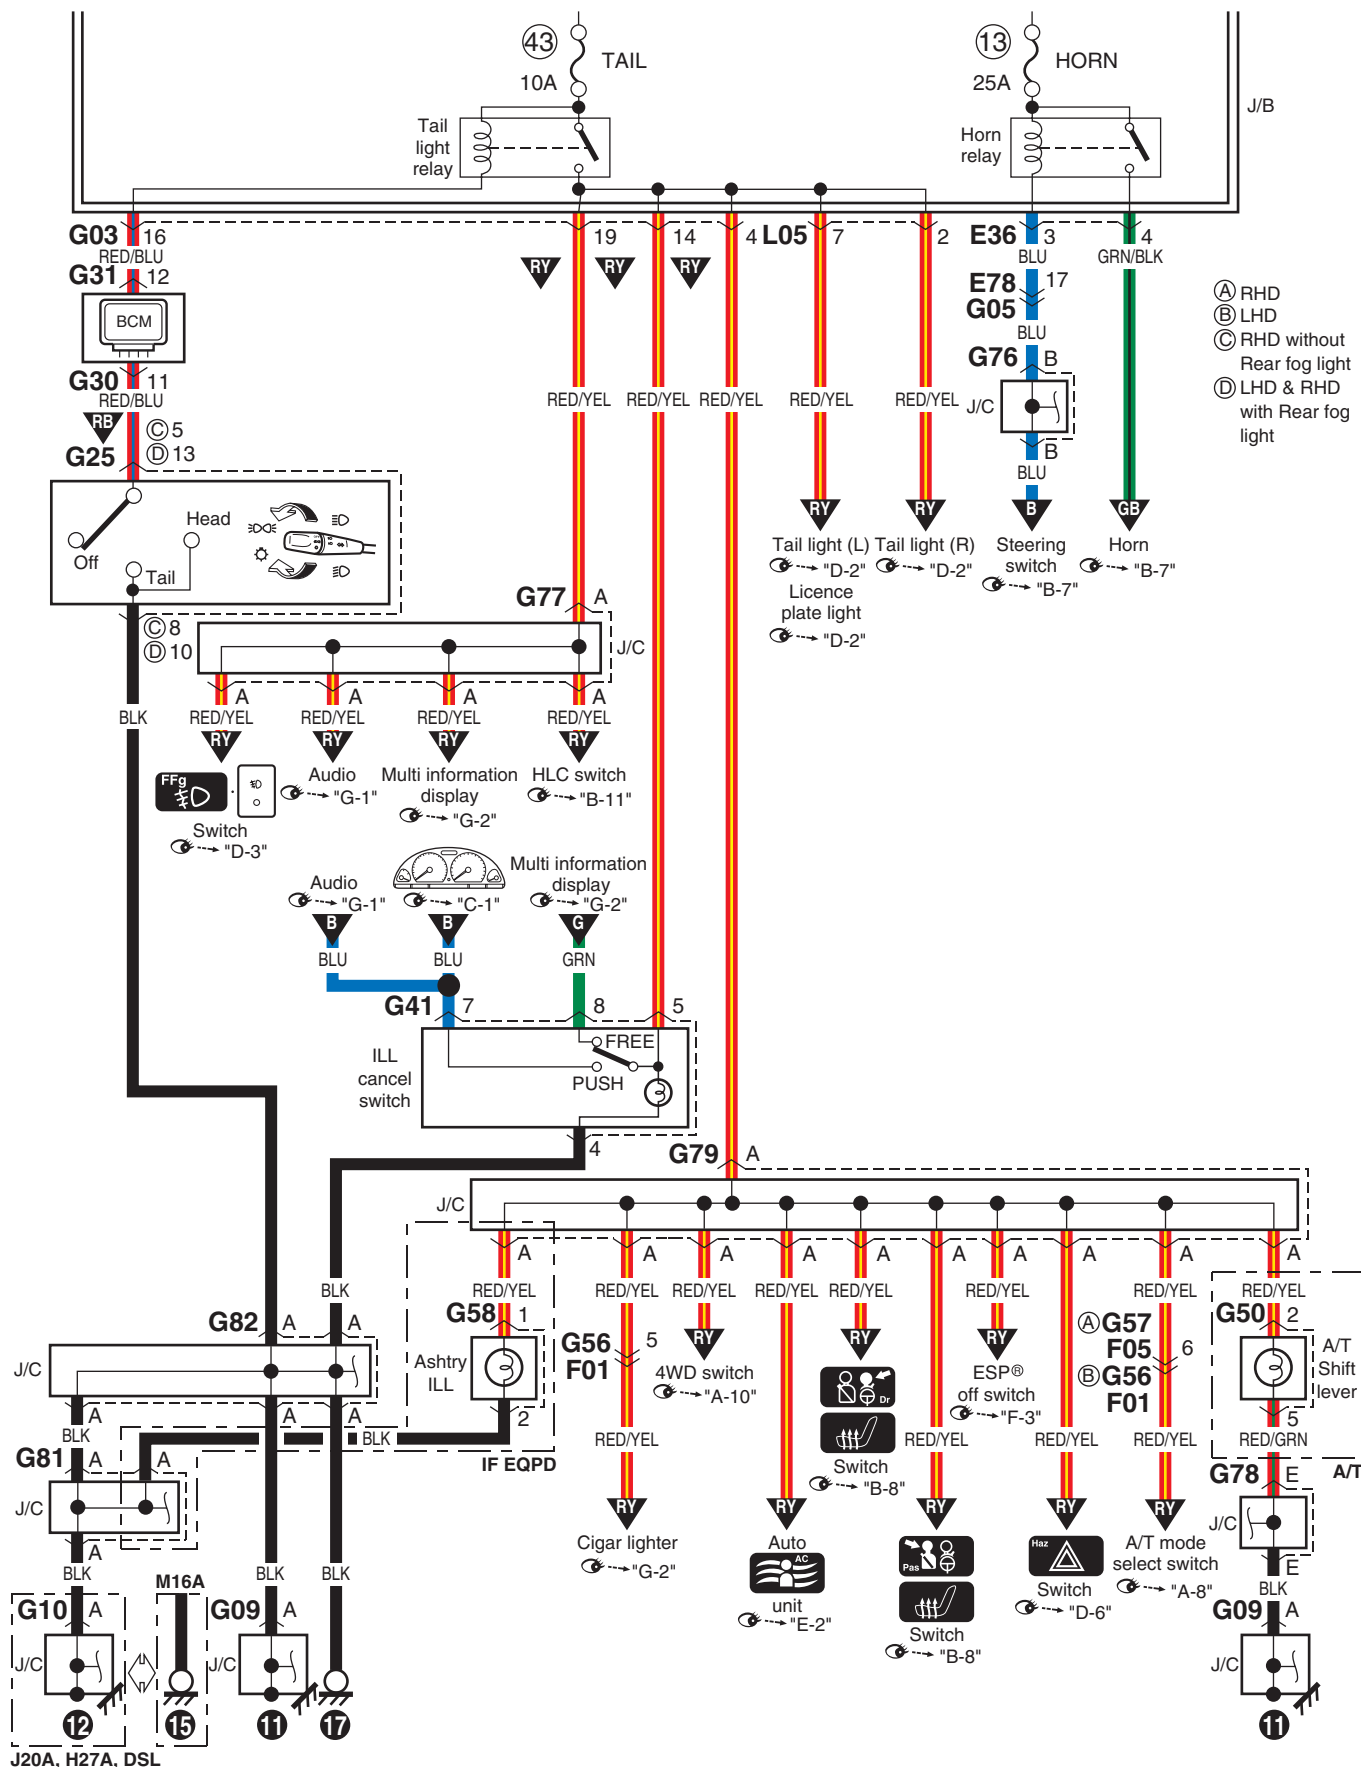 43 TAIL
10A
13 HORN
25A
J/B
Tail
light
relay
Horn
relay
G03 16
RED/BLU
G31 12
BCM
G30 11
RED/BLU
RB
C 5
D 13
G25
19 14 4 L05 7 2
RY RY RY
E36 3 4
BLU GRN/BLK
E78 17
G05
BLU
G76 B
J/C
B
BLU
A RHD
B LHD
C RHD without
Rear fog light
D LHD & RHD
with Rear fog
light
RED/YEL RED/YEL RED/YEL RED/YEL RED/YEL
RY RY B GB
Tail light (L)
"D-2"
Licence
plate light
"D-2"
Tail light (R)
"D-2"
Steering
switch
"B-7"
Horn
"B-7"
Head
Off
Tail
C 8
D 10
BLK
G77 A
J/C
A A A A
RED/YEL RED/YEL RED/YEL RED/YEL
RY RY RY RY
FFg
Switch
"D-3"
Audio
"G-1"
Multi information
display
"G-2"
HLC switch
"B-11"
Audio
"G-1"
"C-1"
Multi information
display
"G-2"
B B G
BLU BLU GRN
G41 7 8 5
ILL
cancel
switch
FREE
PUSH
4
G79 A
J/C
A A A A A A A A A A
RED/YEL RED/YEL RED/YEL RED/YEL RED/YEL RED/YEL RED/YEL RED/YEL
BLK
G82 A A
J/C
A A A
BLK
G58 1
Ashtry
ILL
2
BLK
IF EQPD
G56 5
F01
RED/YEL
RY
Cigar lighter
"G-2"
RY
4WD switch
"A-10"
RY
Auto
AC
unit
"E-2"
RY
Dr
Switch
"B-8"
RED/YEL
RY
Pas
Switch
"B-8"
RY
ESP®
off switch
"F-3"
RED/YEL
RY
Haz
Switch
"D-6"
A G57
F05 6
B G56
F01
RED/YEL
RY
A/T mode
select switch
"A-8"
G50 2
A/T
Shift
lever
5
RED/GRN
A/T
G78 E
J/C
E
BLK
G09 A
J/C
11
G81 A A
J/C
A
BLK BLK BLK
M16A
G10 A
J/C
12
15
G09 A
J/C
11
17
J20A, H27A, DSL